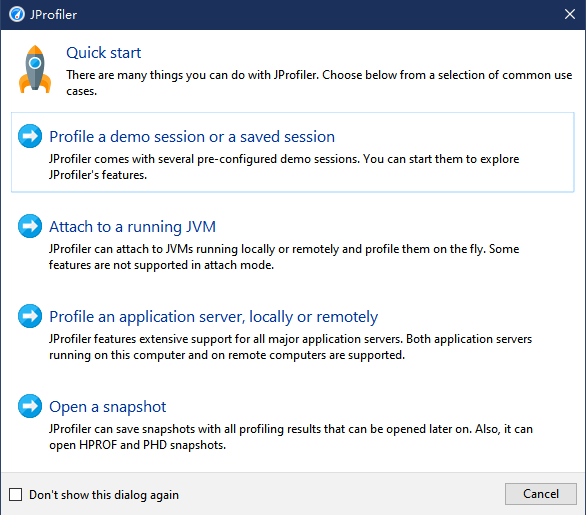 JProfiler
Quick start
There are many things you can do with JProfiler. Choose below from a selection of common use
cases.
Profile a demo session or a saved session
JProfiler comes with several pre-configured demo sessions. You can start them to explore
JProfiler's features.
Attach to a running JVM
JProfiler can attach to JVMs running locally or remotely and profile them on the fly. Some
features are not supported in attach mode.
Profile an application server, locally or remotely
JProfiler features extensive support for all major application servers. Both application servers
running on this computer and on remote computers are supported.
Open a snapshot
JProfiler can save snapshots with all profiling results that can be opened later on. Also, it can
open HPROF and PHD snapshots.
Don't show this dialog again
Cancel